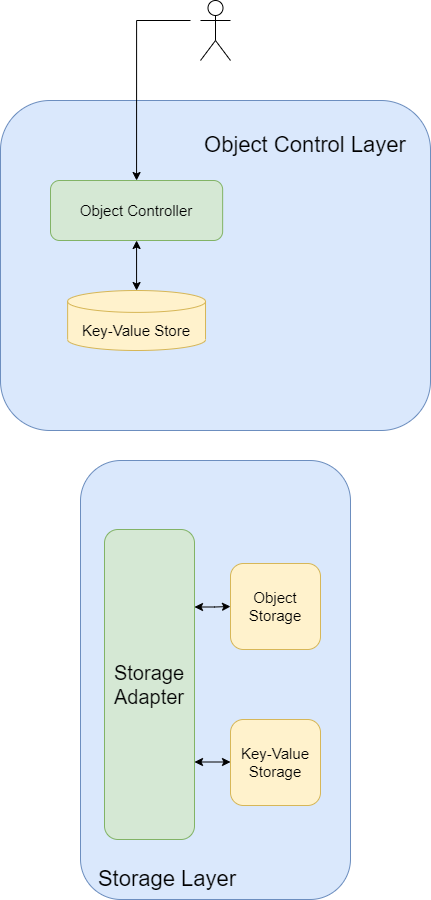 Object Control Layer
Object Controller
Key-Value Store
Object
Storage
Storage
Adapter
Key-Value
Storage
Storage Layer